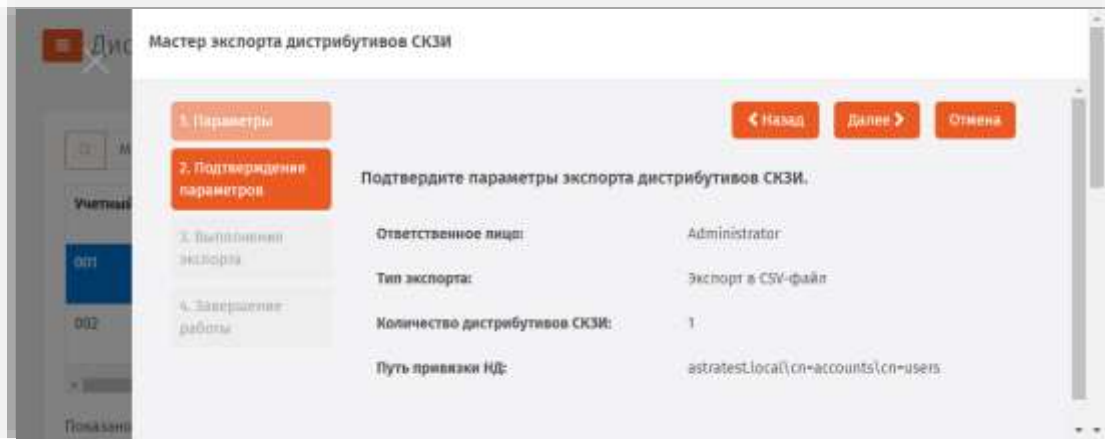 Дис
Мастер экспорта дистрибутивов СКЗИ
1. Параметры
Назад
Далее
Отмена
М
2. Подтверждение
параметров
Подтвердите параметры экспорта дистрибутивов СКЗИ.
Учетный
Ответственное лицо:
Administrator
3. Выполнение
экспорта
001
Тип экспорта:
Экспорт в CSV-файл
4. Завершение
работы
002
Количество дистрибутивов СКЗИ:
1
Путь привязки НД:
astratest.local\cn=accounts\cn=users
Показано